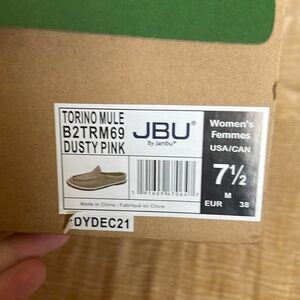 TORINO MULE
B2TRM69
DUSTY PINK
JBU®
By Jambu®
Women's
Femmes
USA/CAN
7½
M
EUR 38
Made in China - Fabriqué en Chine
DYDEC21